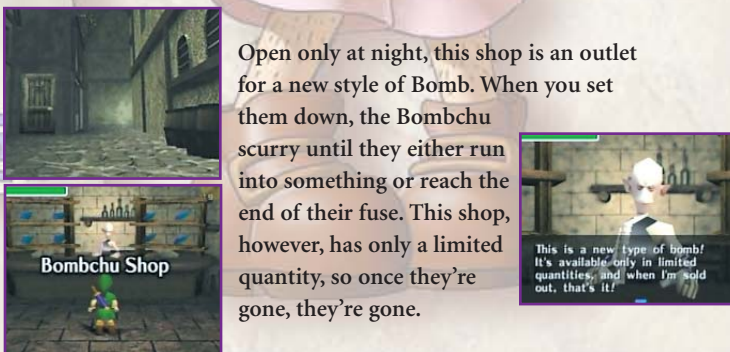 Open only at night, this shop is an outlet
for a new style of Bomb. When you set
them down, the Bombchu
scurry until they either run
into something or reach the
end of their fuse. This shop,
however, has only a limited
quantity, so once they're
gone, they're gone.
Bombchu Shop
This is a new type of bomb!
It's available only in limited
quantities, and when I'm sold
out, that's it!